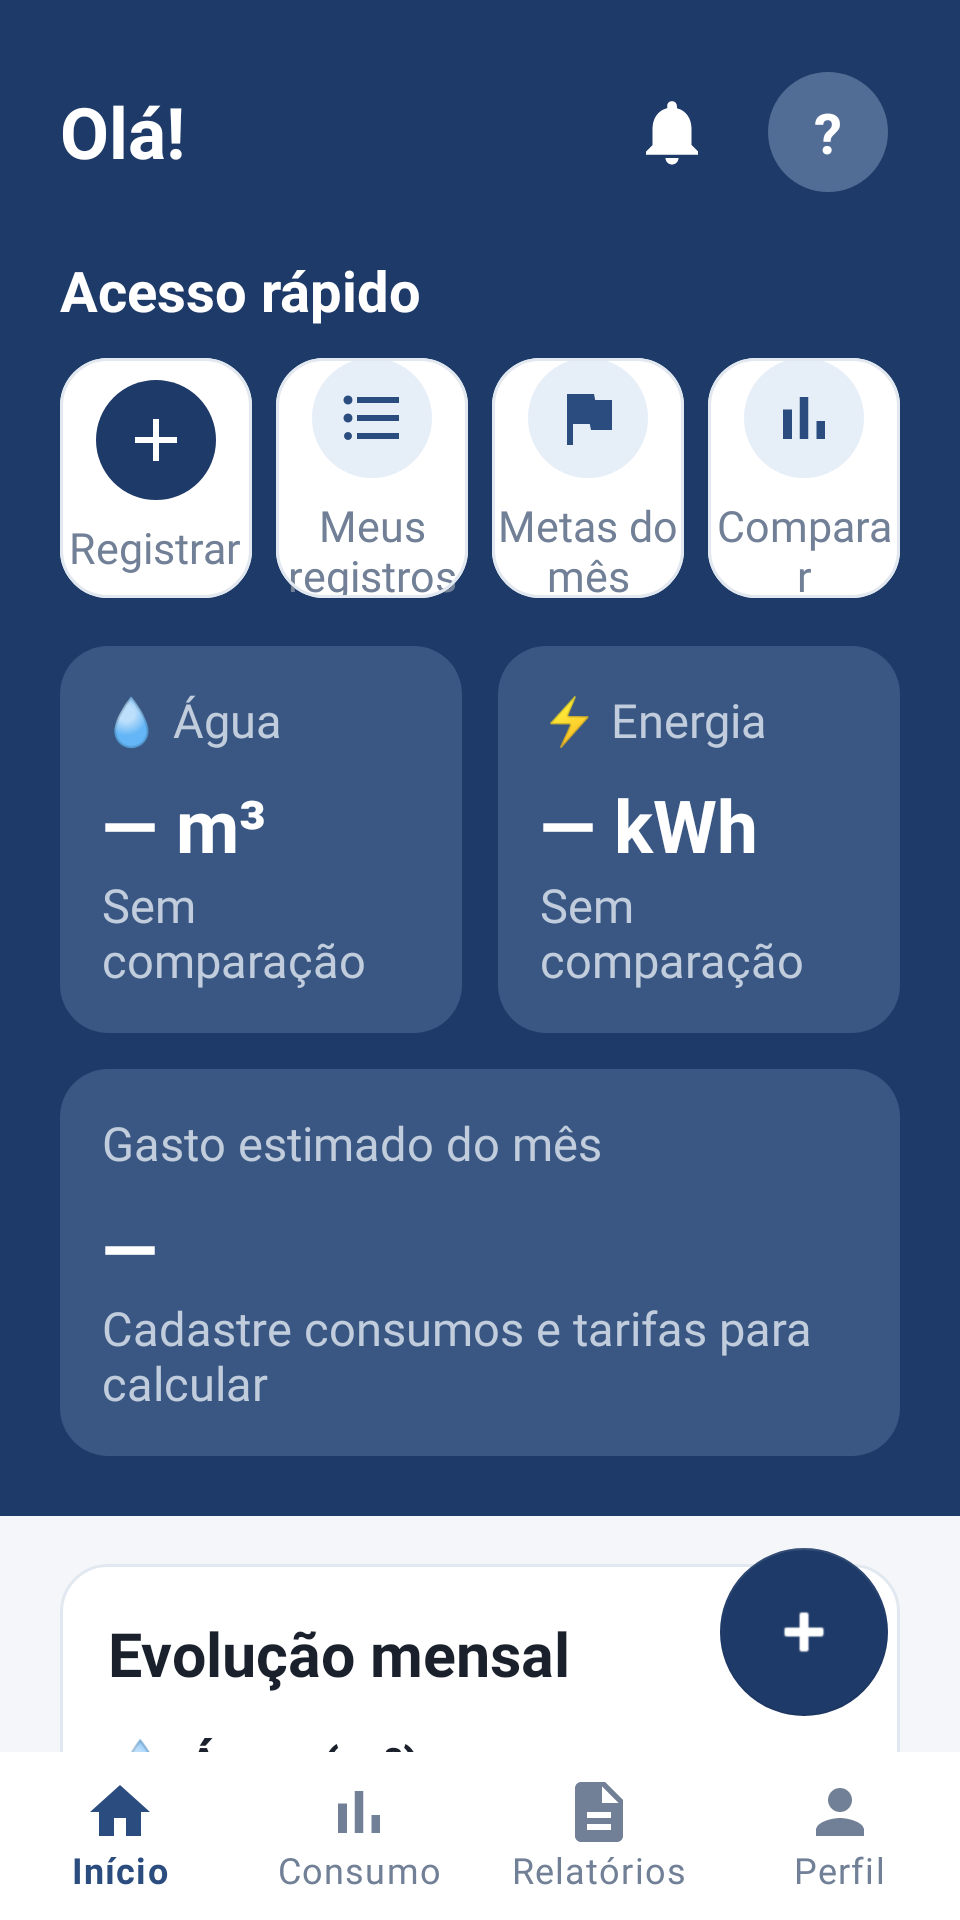 Olá!
?
Acesso rápido
Registrar
Meus
registros
Metas do
mês
Compara
r
Água
— m³
Sem
comparação
Energia
— kWh
Sem
comparação
Gasto estimado do mês
—
Cadastre consumos e tarifas para
calcular
Evolução mensal
Início
Consumo
Relatórios
Perfil